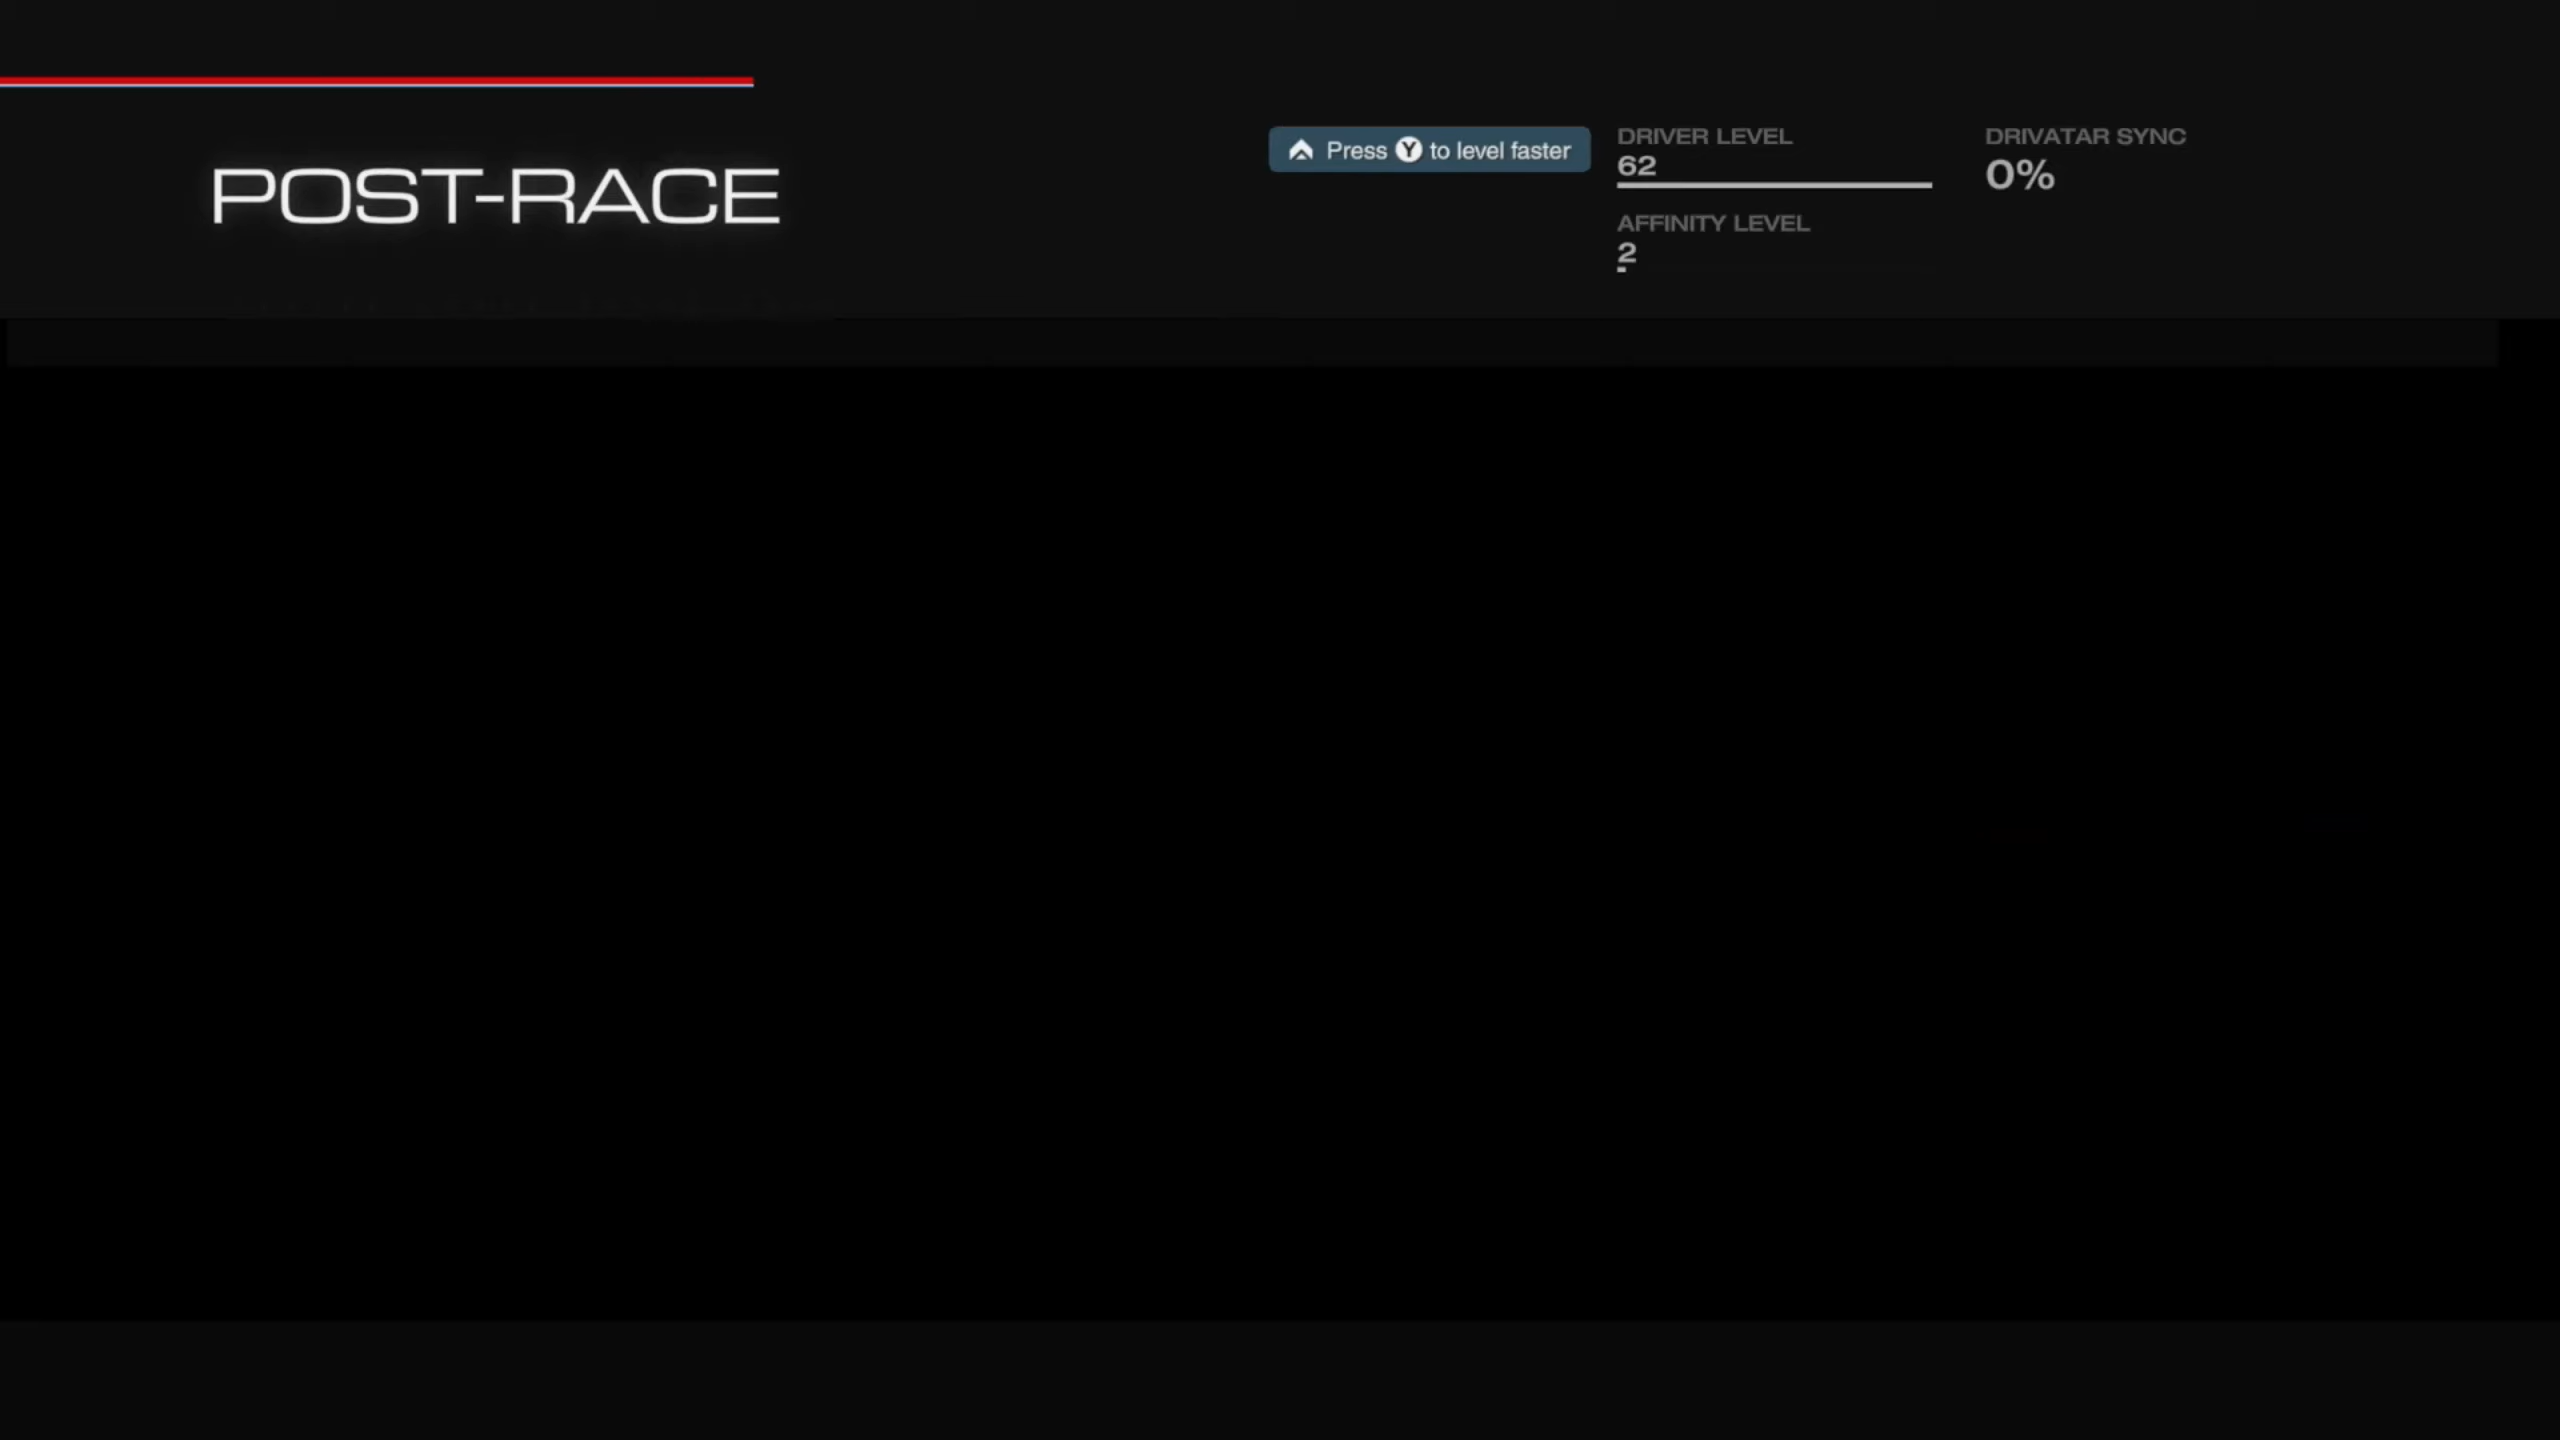 POST-RACE
Press Y to level faster
DRIVER LEVEL
62
AFFINITY LEVEL
2
DRIVATAR SYNC
0%